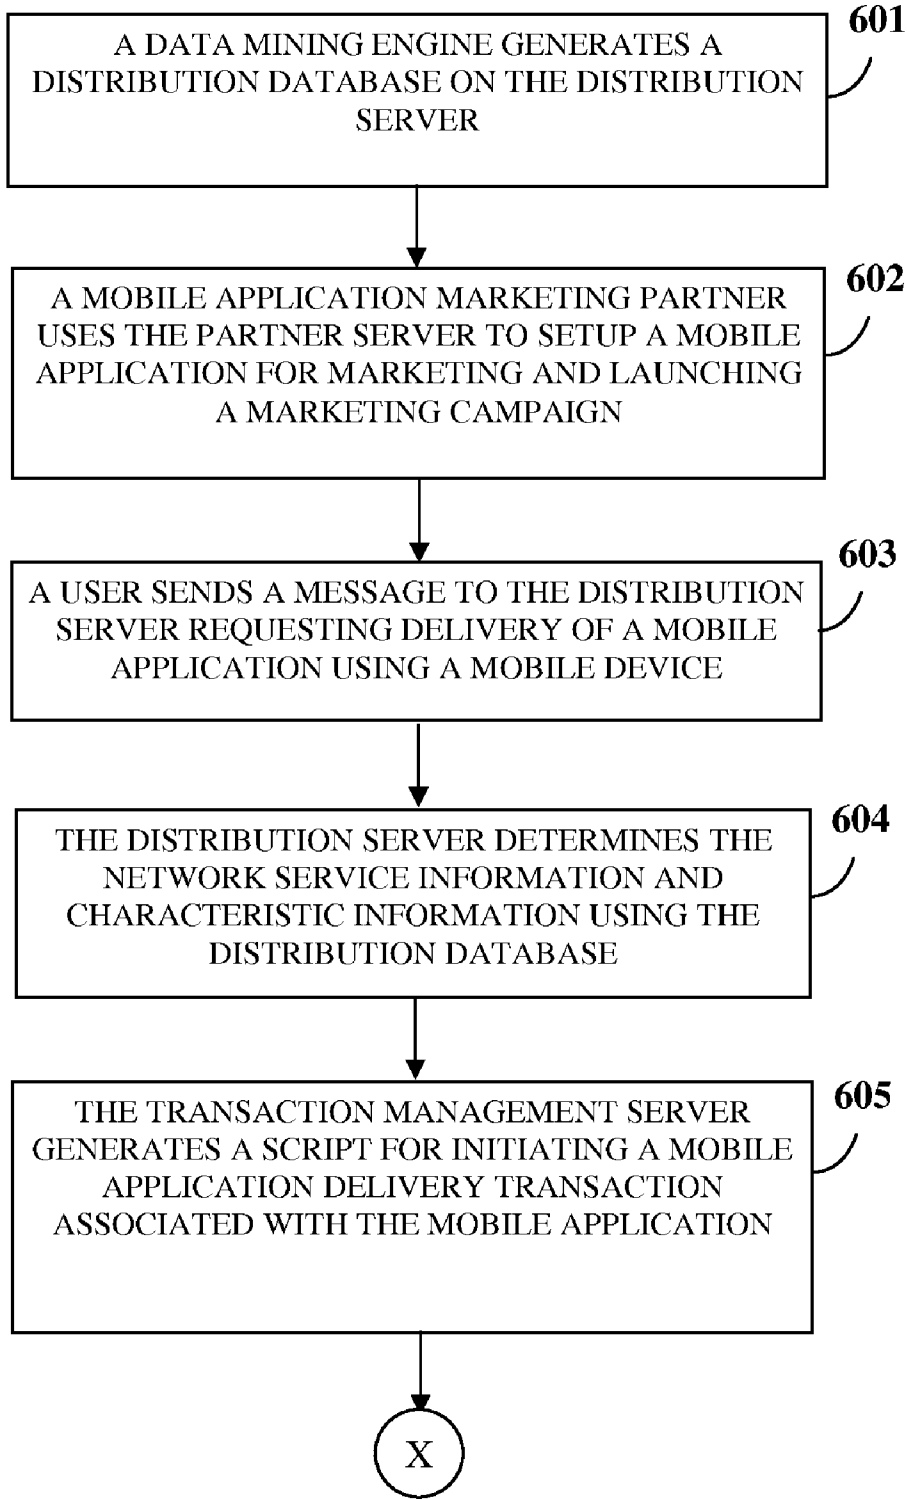 601
A DATA MINING ENGINE GENERATES A
DISTRIBUTION DATABASE ON THE DISTRIBUTION
SERVER
602
A MOBILE APPLICATION MARKETING PARTNER
USES THE PARTNER SERVER TO SETUP A MOBILE
APPLICATION FOR MARKETING AND LAUNCHING
A MARKETING CAMPAIGN
603
A USER SENDS A MESSAGE TO THE DISTRIBUTION
SERVER REQUESTING DELIVERY OF A MOBILE
APPLICATION USING A MOBILE DEVICE
604
THE DISTRIBUTION SERVER DETERMINES THE
NETWORK SERVICE INFORMATION AND
CHARACTERISTIC INFORMATION USING THE
DISTRIBUTION DATABASE
605
THE TRANSACTION MANAGEMENT SERVER
GENERATES A SCRIPT FOR INITIATING A MOBILE
APPLICATION DELIVERY TRANSACTION
ASSOCIATED WITH THE MOBILE APPLICATION
X